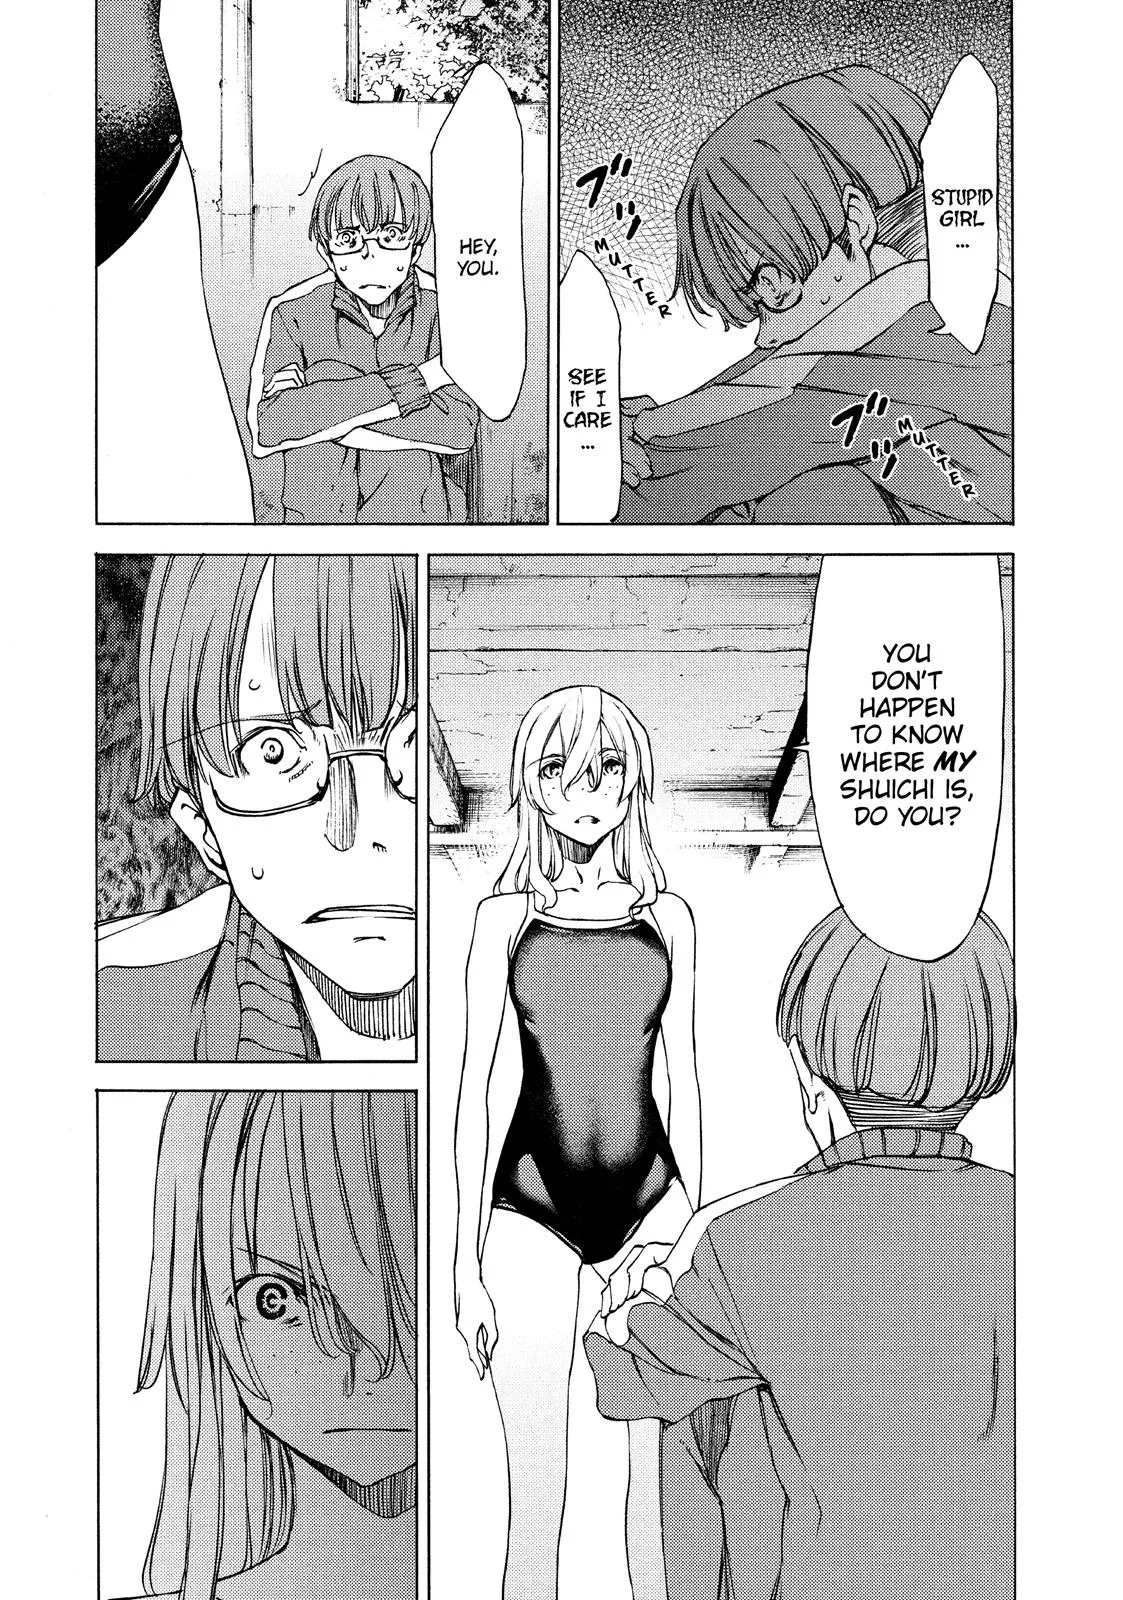 STUPID
GIRL
...
ブツ
MUTTER
SEE
IF I
CARE
...
ブツ
MUTTER
HEY,
YOU.
YOU
DON'T
HAPPEN
TO KNOW
WHERE MY
SHUICHI IS,
DO YOU?